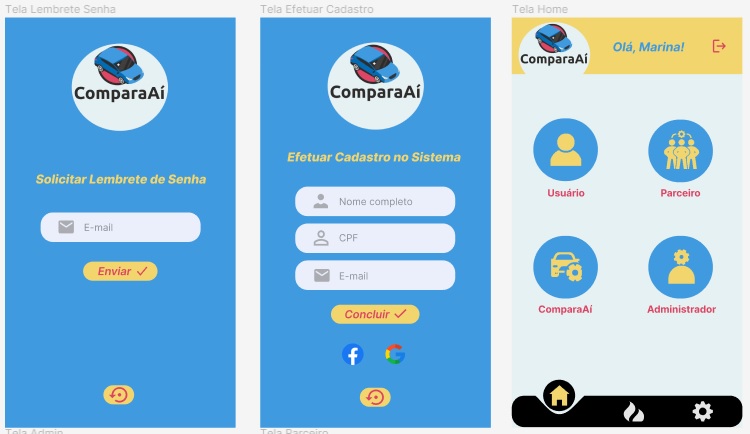 Tela Lembrete Senha
ComparaAí
Solicitar Lembrete de Senha
E-mail
Enviar
Tela Admin
Tela Efetuar Cadastro
ComparaAí
Efetuar Cadastro no Sistema
Nome completo
CPF
E-mail
Concluir
Tela Parceiro
Tela Home
ComparaAí
Olá, Marina!
Usuário
Parceiro
ComparaAí
Administrador